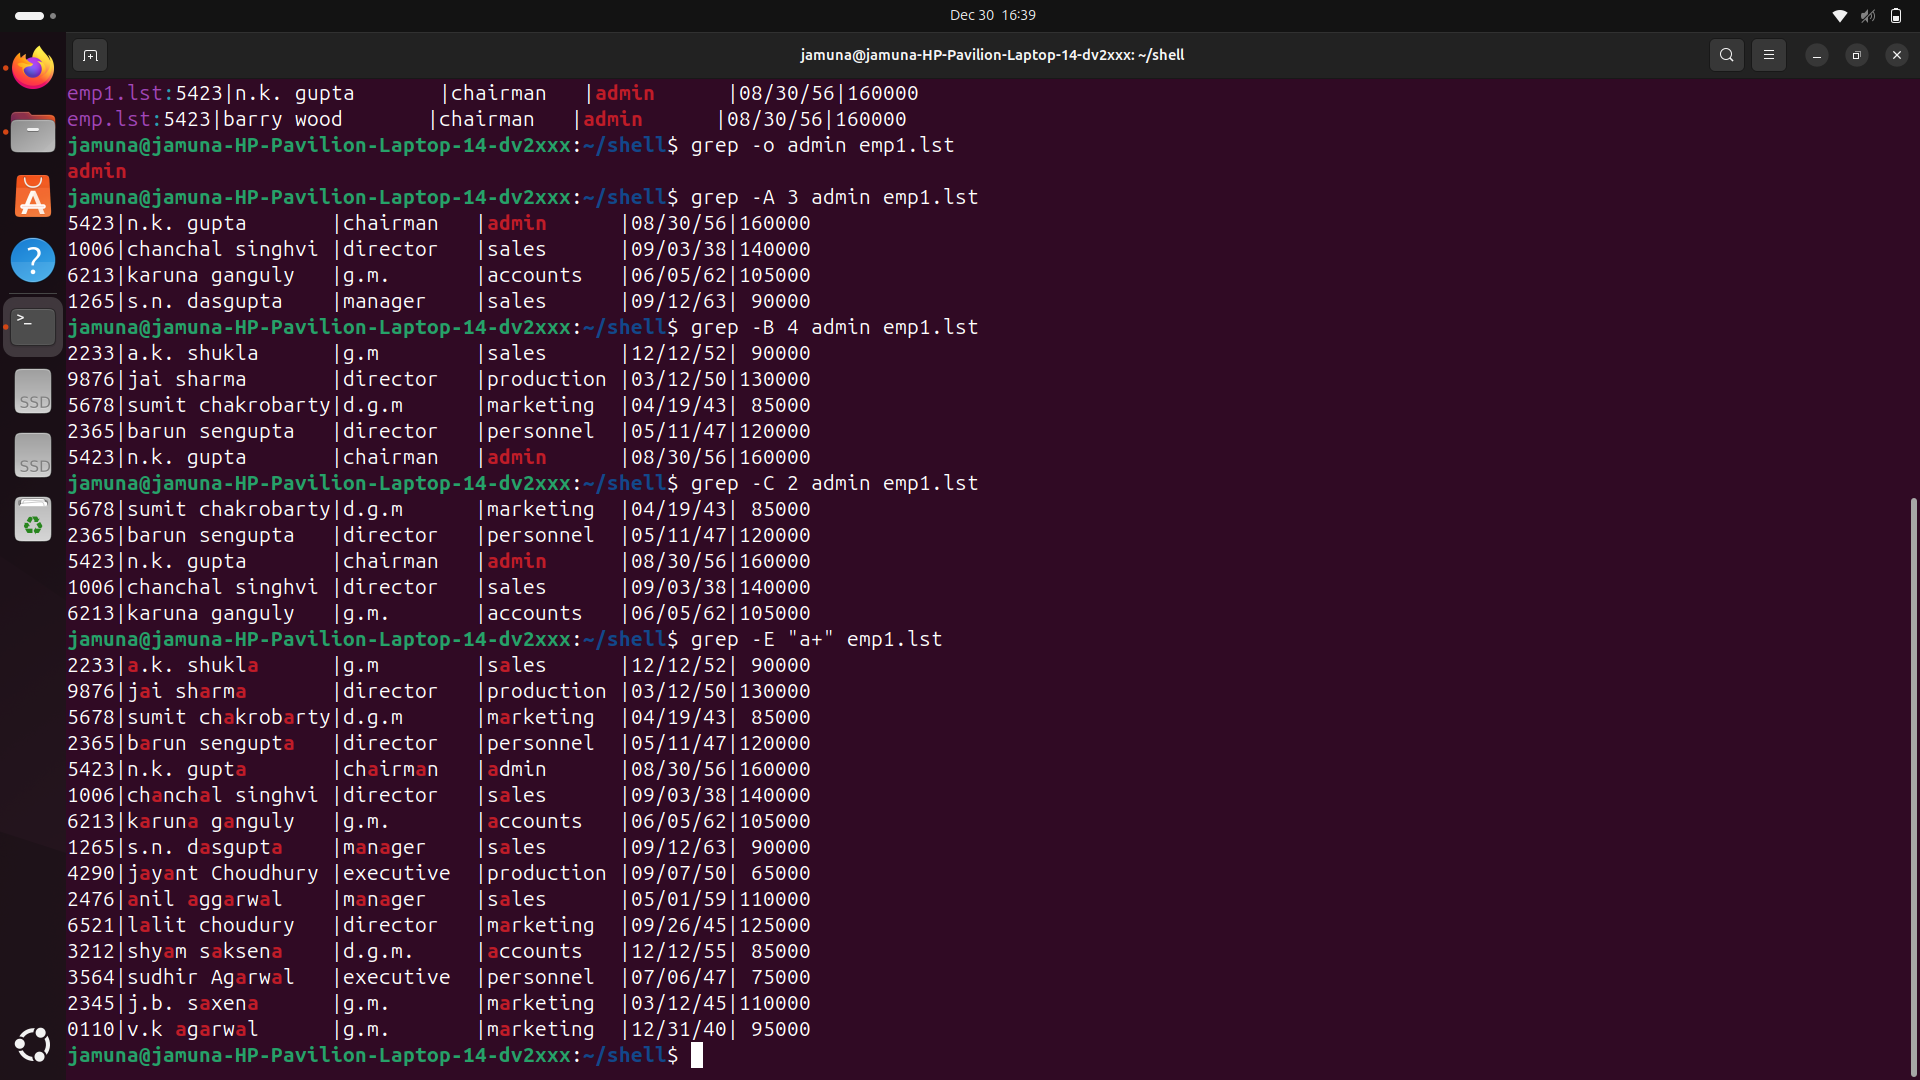 Dec 30 16:39
jamuna@jamuna-HP-Pavilion-Laptop-14-dv2xxx: ~/shell
emp1.lst:5423|n.k. gupta       |chairman   |admin      |08/30/56|160000
emp.lst:5423|barry wood       |chairman   |admin      |08/30/56|160000
jamuna@jamuna-HP-Pavilion-Laptop-14-dv2xxx:~/shell$ grep -o admin emp1.lst
admin
jamuna@jamuna-HP-Pavilion-Laptop-14-dv2xxx:~/shell$ grep -A 3 admin emp1.lst
5423|n.k. gupta       |chairman   |admin      |08/30/56|160000
1006|chanchal singhvi |director   |sales      |09/03/38|140000
6213|karuna ganguly   |g.m.       |accounts   |06/05/62|105000
1265|s.n. dasgupta    |manager    |sales      |09/12/63| 90000
jamuna@jamuna-HP-Pavilion-Laptop-14-dv2xxx:~/shell$ grep -B 4 admin emp1.lst
2233|a.k. shukla      |g.m        |sales      |12/12/52| 90000
9876|jai sharma       |director   |production |03/12/50|130000
5678|sumit chakrobarty|d.g.m      |marketing  |04/19/43| 85000
2365|barun sengupta   |director   |personnel  |05/11/47|120000
5423|n.k. gupta       |chairman   |admin      |08/30/56|160000
jamuna@jamuna-HP-Pavilion-Laptop-14-dv2xxx:~/shell$ grep -C 2 admin emp1.lst
5678|sumit chakrobarty|d.g.m      |marketing  |04/19/43| 85000
2365|barun sengupta   |director   |personnel  |05/11/47|120000
5423|n.k. gupta       |chairman   |admin      |08/30/56|160000
1006|chanchal singhvi |director   |sales      |09/03/38|140000
6213|karuna ganguly   |g.m.       |accounts   |06/05/62|105000
jamuna@jamuna-HP-Pavilion-Laptop-14-dv2xxx:~/shell$ grep -E "a+" emp1.lst
2233|a.k. shukla      |g.m        |sales      |12/12/52| 90000
9876|jai sharma       |director   |production |03/12/50|130000
5678|sumit chakrobarty|d.g.m      |marketing  |04/19/43| 85000
2365|barun sengupta   |director   |personnel  |05/11/47|120000
5423|n.k. gupta       |chairman   |admin      |08/30/56|160000
1006|chanchal singhvi |director   |sales      |09/03/38|140000
6213|karuna ganguly   |g.m.       |accounts   |06/05/62|105000
1265|s.n. dasgupta    |manager    |sales      |09/12/63| 90000
4290|jayant Choudhury |executive  |production |09/07/50| 65000
2476|anil aggarwal    |manager    |sales      |05/01/59|110000
6521|lalit choudury   |director   |marketing  |09/26/45|125000
3212|shyam saksena    |d.g.m.     |accounts   |12/12/55| 85000
3564|sudhir Agarwal   |executive  |personnel  |07/06/47| 75000
2345|j.b. saxena      |g.m.       |marketing  |03/12/45|110000
0110|v.k agarwal      |g.m.       |marketing  |12/31/40| 95000
jamuna@jamuna-HP-Pavilion-Laptop-14-dv2xxx:~/shell$
?
>_
SSD
SSD